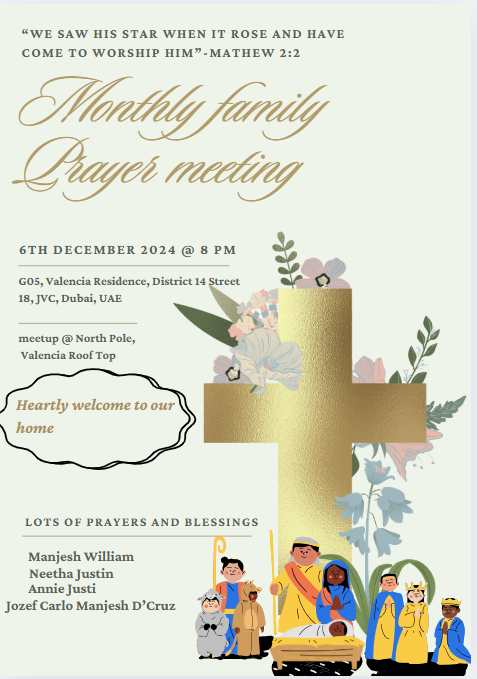 “WE SAW HIS STAR WHEN IT ROSE AND HAVE
COME TO WORSHIP HIM”-MATHEW 2:2
Monthly family
Prayer meeting
6TH DECEMBER 2024 @ 8 PM
G05, Valencia Residence, District 14 Street
18, JVC, Dubai, UAE
meetup @ North Pole,
Valencia Roof Top
Heartly welcome to our
home
LOTS OF PRAYERS AND BLESSINGS
Manjesh William
Neetha Justin
Annie Justi
Jozef Carlo Manjesh D’Cruz